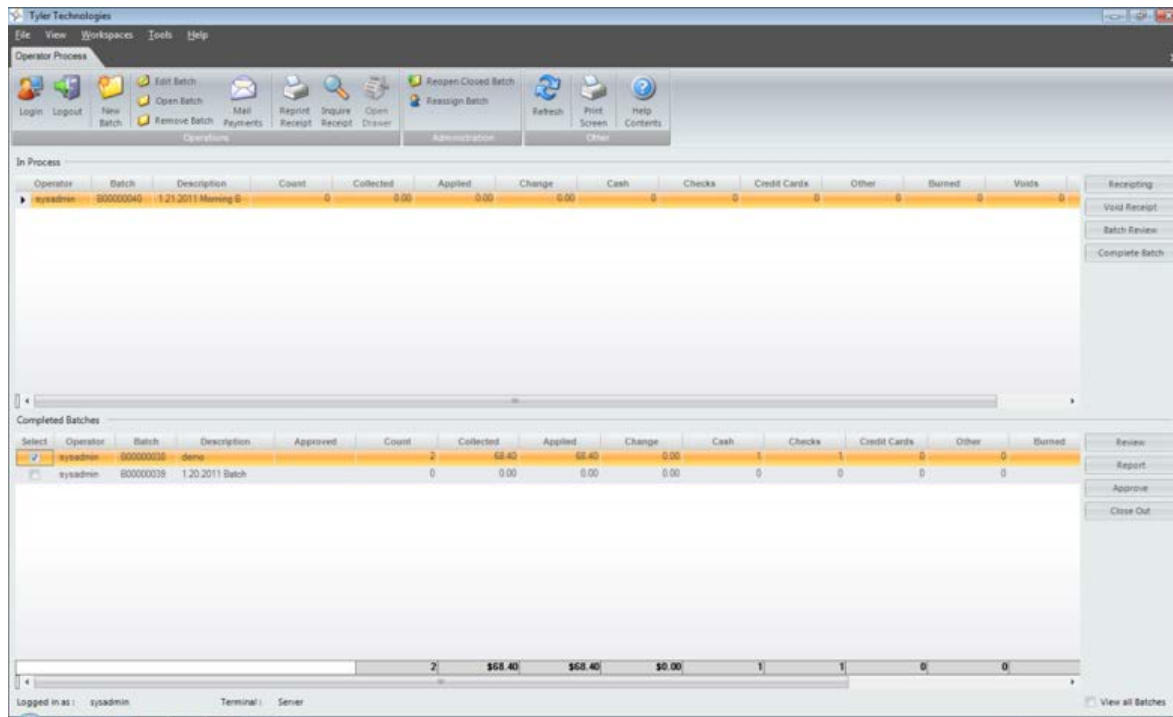 Tyler Technologies
File View Workspaces Tools Help
Operator Process
Login Logout New Batch Edit Batch Open Batch Remove Batch Mail Payments Reprint Receipt Inquire Receipt Open Drawer Reopen Closed Batch Reassign Batch Refresh Print Screen Help Contents
Operations Administration Other
In Process
Operator Batch Description Count Collected Applied Change Cash Checks Credit Cards Other Burned Voids
sysadmin B00000040 1.21.2011 Morning B 0 0.00 0.00 0.00 0 0 0 0 0 0
Receipting
Void Receipt
Batch Review
Complete Batch
Completed Batches
Select Operator Batch Description Approved Count Collected Applied Change Cash Checks Credit Cards Other Burned
sysadmin B00000038 demo 2 68.40 68.40 0.00 1 1 0 0
sysadmin B00000039 1.20.2011 Batch 0 0.00 0.00 0.00 0 0 0 0
Review
Report
Approve
Close Out
2 $68.40 $68.40 $0.00 1 1 0 0
Logged in as : sysadmin Terminal : Server View all Batches